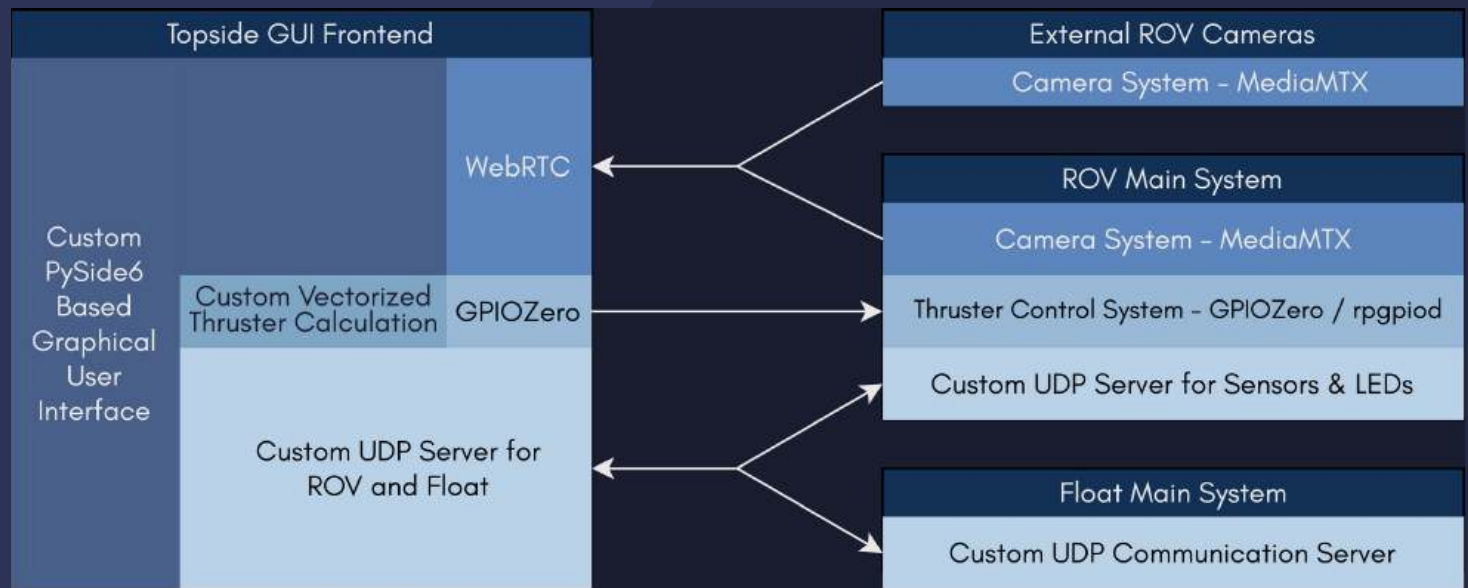 Topside GUI Frontend
Custom
PySide6
Based
Graphical
User
Interface
WebRTC
Custom Vectorized
Thruster Calculation
GPIOZero
Custom UDP Server for
ROV and Float
External ROV Cameras
Camera System - MediaMTX
ROV Main System
Camera System - MediaMTX
Thruster Control System - GPIOZero / rpgpiod
Custom UDP Server for Sensors & LEDs
Float Main System
Custom UDP Communication Server